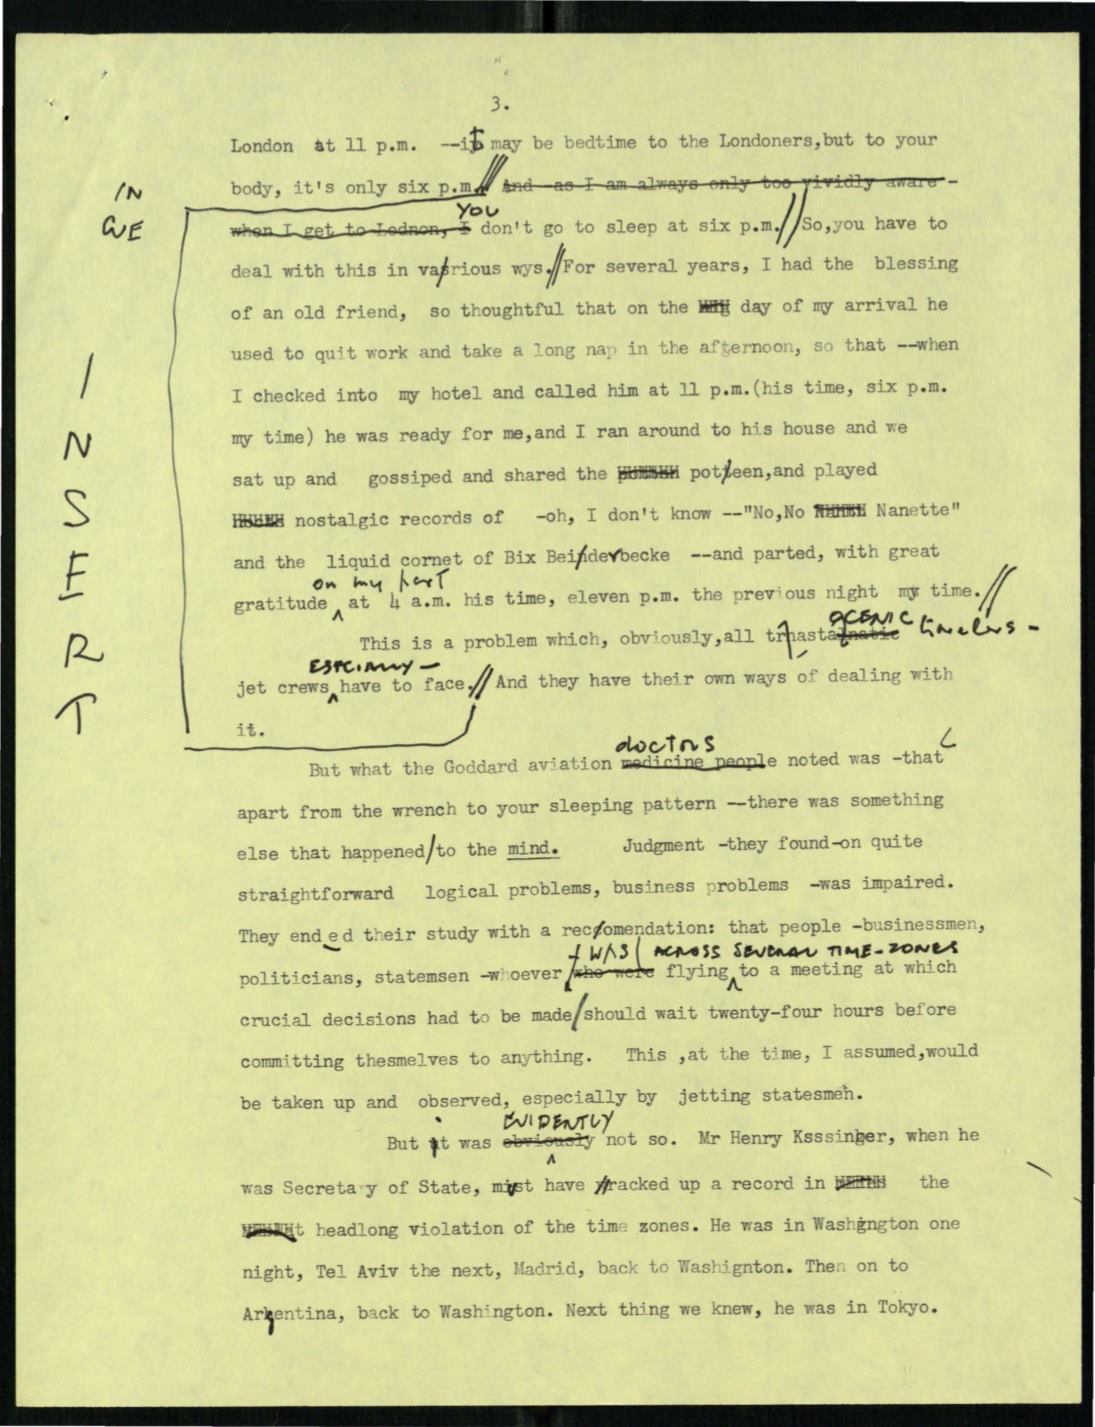 3.
London at 11 p.m. --it may be bedtime to the Londoners,but to your
body, it's only six p.m.// And -as I am always only too vividly aware -
IN
CUE
YOU
when I get to Lodnon, I don't go to sleep at six p.m.//So,you have to
deal with this in va/rious wys.//For several years, I had the blessing
of an old friend, so thoughtful that on the day of my arrival he
used to quit work and take a long nap in the afternoon, so that --when
I checked into my hotel and called him at 11 p.m.(his time, six p.m.
my time) he was ready for me,and I ran around to his house and we
sat up and gossiped and shared the pot/een,and played
nostalgic records of -oh, I don't know --"No,No Nanette"
and the liquid cornet of Bix Bei/derbecke --and parted, with great
on my part
gratitude ^ at 4 a.m. his time, eleven p.m. the previous night my time.//
INSERT
OCENIC
This is a problem which, obviously,all travelers -
ESPECIALLY -
jet crews ^ have to face.// And they have their own ways of dealing with
it.
doctors
But what the Goddard aviation medicine people noted was -that
apart from the wrench to your sleeping pattern --there was something
else that happened/to the mind. Judgment -they found-on quite
straightforward logical problems, business problems -was impaired.
They end e d their study with a rec/omendation: that people -businessmen,
WAS ACROSS SEVERAL TIME-ZONES
politicians, statemsen -whoever who were flying ^ to a meeting at which
crucial decisions had to be made/should wait twenty-four hours before
committing thesmelves to anything. This ,at the time, I assumed,would
be taken up and observed, especially by jetting statesmen.
EVIDENTLY
But it was obviously not so. Mr Henry Ksssinger, when he
was Secreta y of State, must have racked up a record in the
headlong violation of the time zones. He was in Washington one
night, Tel Aviv the next, Madrid, back to Washignton. Then on to
Argentina, back to Washington. Next thing we knew, he was in Tokyo.